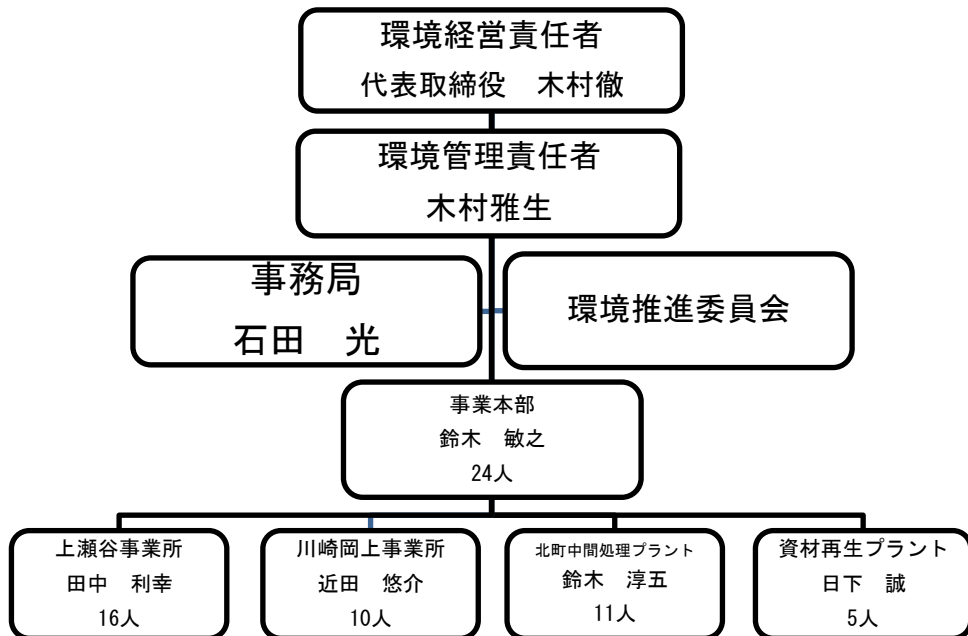 環境経営責任者
代表取締役　木村徹
環境管理責任者
木村雅生
事務局
石田　光
環境推進委員会
事業本部
鈴木　敏之
24人
上瀬谷事業所
田中　利幸
16人
川崎岡上事業所
近田　悠介
10人
北町中間処理プラント
鈴木　淳五
11人
資材再生プラント
日下　誠
5人